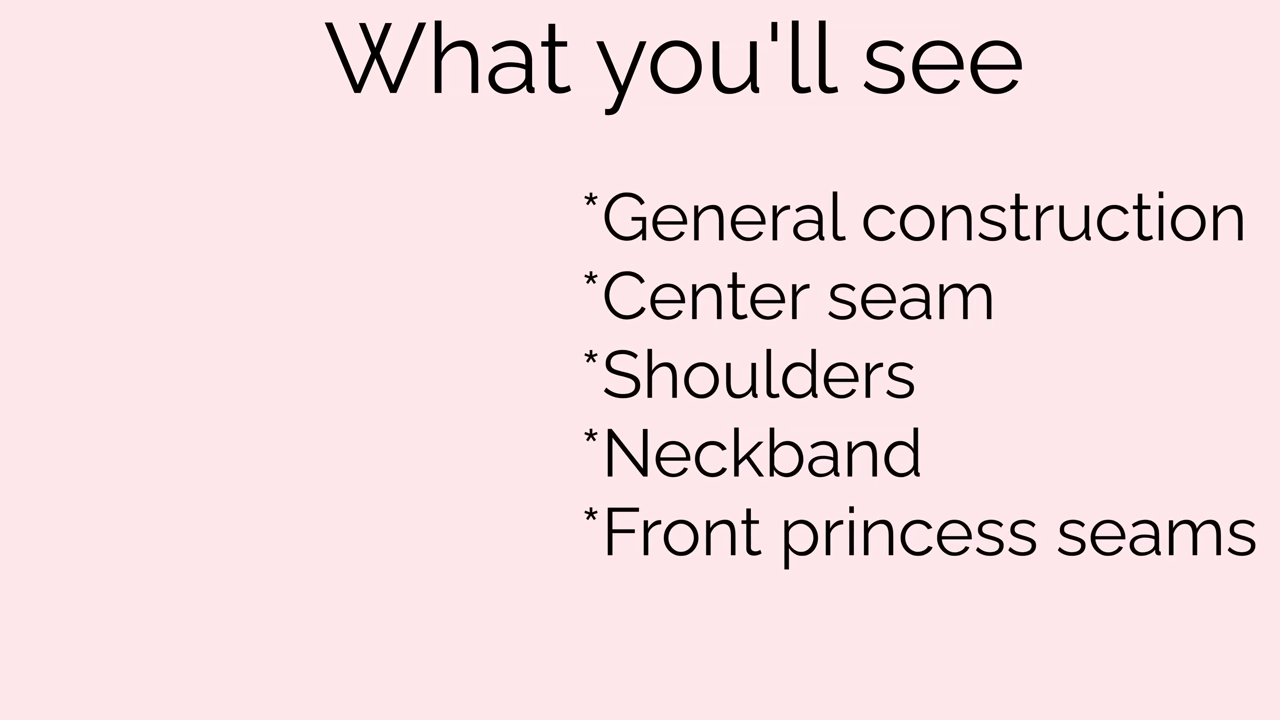 What you'll see
*General construction
*Center seam
*Shoulders
*Neckband
*Front princess seams